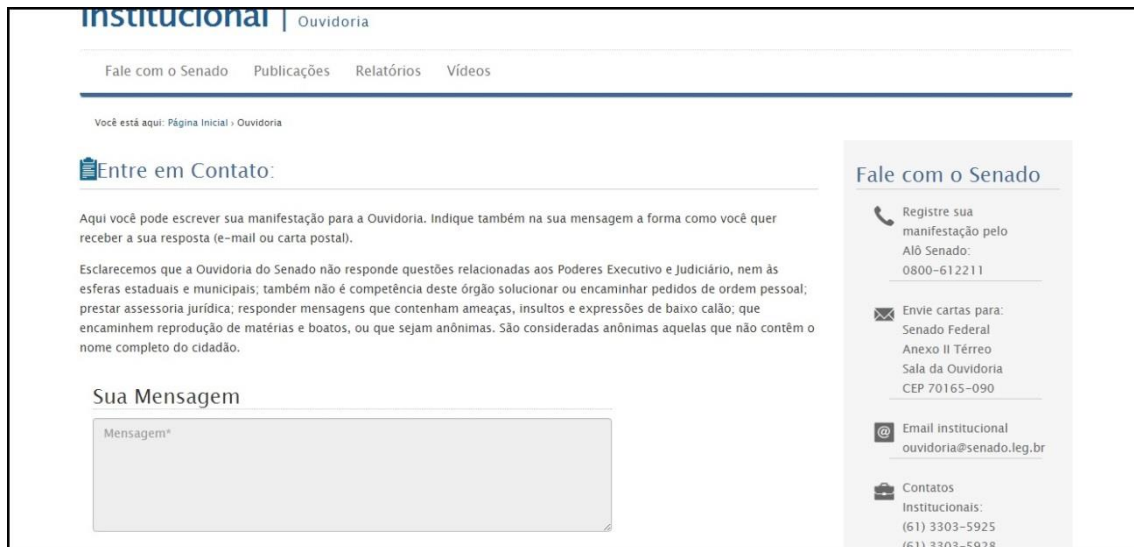 Institucional | Ouvidoria
Fale com o Senado Publicações Relatórios Vídeos
Você está aqui: Página Inicial › Ouvidoria
Entre em Contato:
Aqui você pode escrever sua manifestação para a Ouvidoria. Indique também na sua mensagem a forma como você quer
receber a sua resposta (e-mail ou carta postal).
Esclarecemos que a Ouvidoria do Senado não responde questões relacionadas aos Poderes Executivo e Judiciário, nem às
esferas estaduais e municipais; também não é competência deste órgão solucionar ou encaminhar pedidos de ordem pessoal;
prestar assessoria jurídica; responder mensagens que contenham ameaças, insultos e expressões de baixo calão; que
encaminhem reprodução de matérias e boatos, ou que sejam anônimas. São consideradas anônimas aquelas que não contêm o
nome completo do cidadão.
Sua Mensagem
Mensagem*
Fale com o Senado
Registre sua
manifestação pelo
Alô Senado:
0800-612211
Envie cartas para:
Senado Federal
Anexo II Térreo
Sala da Ouvidoria
CEP 70165-090
Email institucional
ouvidoria@senado.leg.br
Contatos
Institucionais:
(61) 3303-5925
(61) 3303-5928